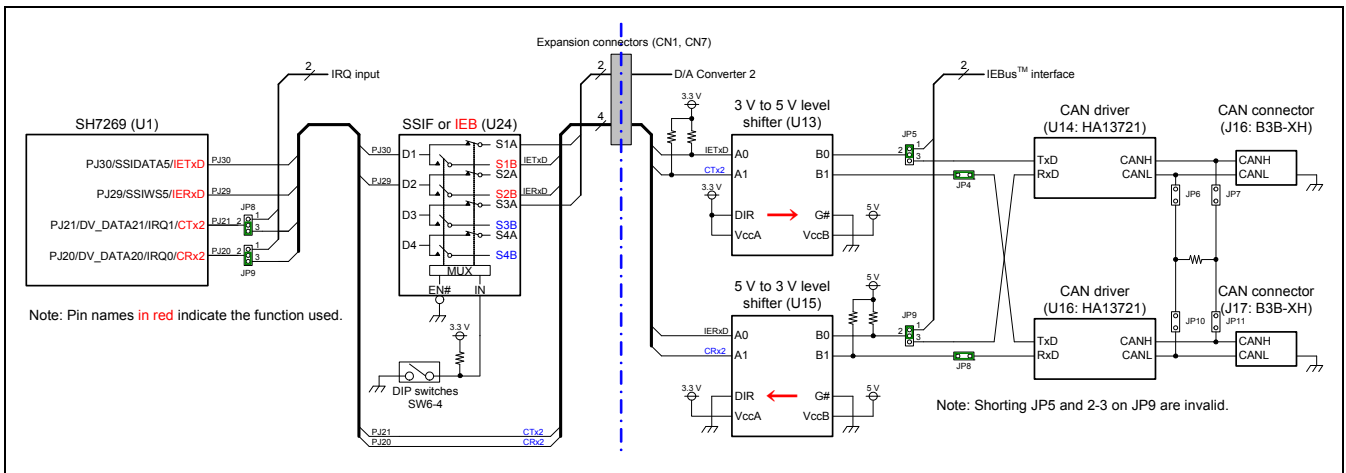 Expansion connectors (CN1, CN7)
2
IRQ input
2
D/A Converter 2
2
IEBus™ interface
SH7269 (U1)
PJ30/SSIDATA5/IETxD
PJ30
PJ29/SSIWS5/IERxD
PJ29
PJ21/DV_DATA21/IRQ1/CTx2
PJ21
2
JP8
1
3
PJ20/DV_DATA20/IRQ0/CRx2
PJ20
2
1
3
JP9
Note: Pin names in red indicate the function used.
SSIF or IEB (U24)
PJ30
D1
S1A
S1B
IETxD
PJ29
D2
S2A
S2B
IERxD
D3
S3A
S3B
D4
S4A
S4B
MUX
EN#
IN
3.3 V
DIP switches
SW6-4
PJ21
CTx2
PJ20
CRx2
4
3.3 V
3 V to 5 V level
shifter (U13)
IETxD
A0
B0
CTx2
A1
B1
3.3 V
DIR
G#
5 V
VccA
VccB
JP5
2
1
3
JP4
5 V to 3 V level
shifter (U15)
5 V
IERxD
A0
B0
CRx2
A1
B1
3.3 V
DIR
G#
5 V
VccA
VccB
JP9
2
1
3
JP8
CAN driver
(U14: HA13721)
TxD
CANH
RxD
CANL
CAN connector
(J16: B3B-XH)
CANH
CANL
JP6
JP7
CAN driver
(U16: HA13721)
TxD
CANH
RxD
CANL
CAN connector
(J17: B3B-XH)
JP10
JP11
CANH
CANL
Note: Shorting JP5 and 2-3 on JP9 are invalid.